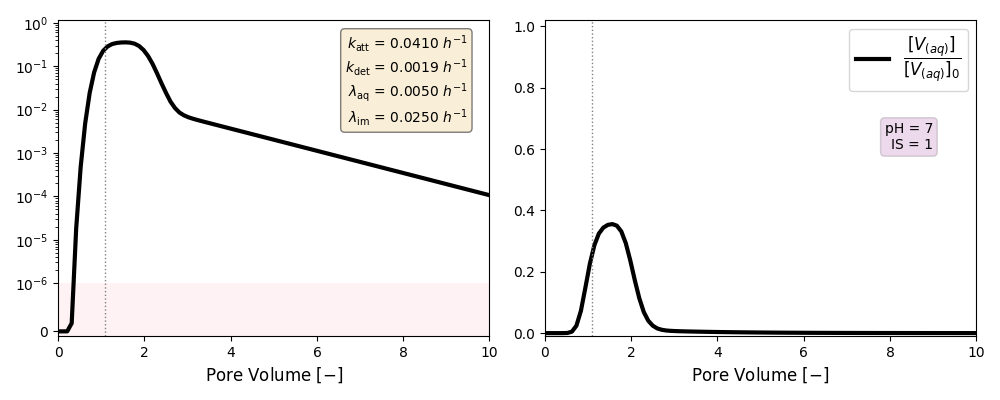 10^0
10^-1
10^-2
10^-3
10^-4
10^-5
10^-6
0
k_att = 0.0410 h^-1
k_det = 0.0019 h^-1
λ_aq = 0.0050 h^-1
λ_im = 0.0250 h^-1
0 2 4 6 8 10
Pore Volume [−]
1.0
0.8
0.6
0.4
0.2
0.0
[V_(aq)]
[V_(aq)]_0
pH = 7
IS = 1
0 2 4 6 8 10
Pore Volume [−]